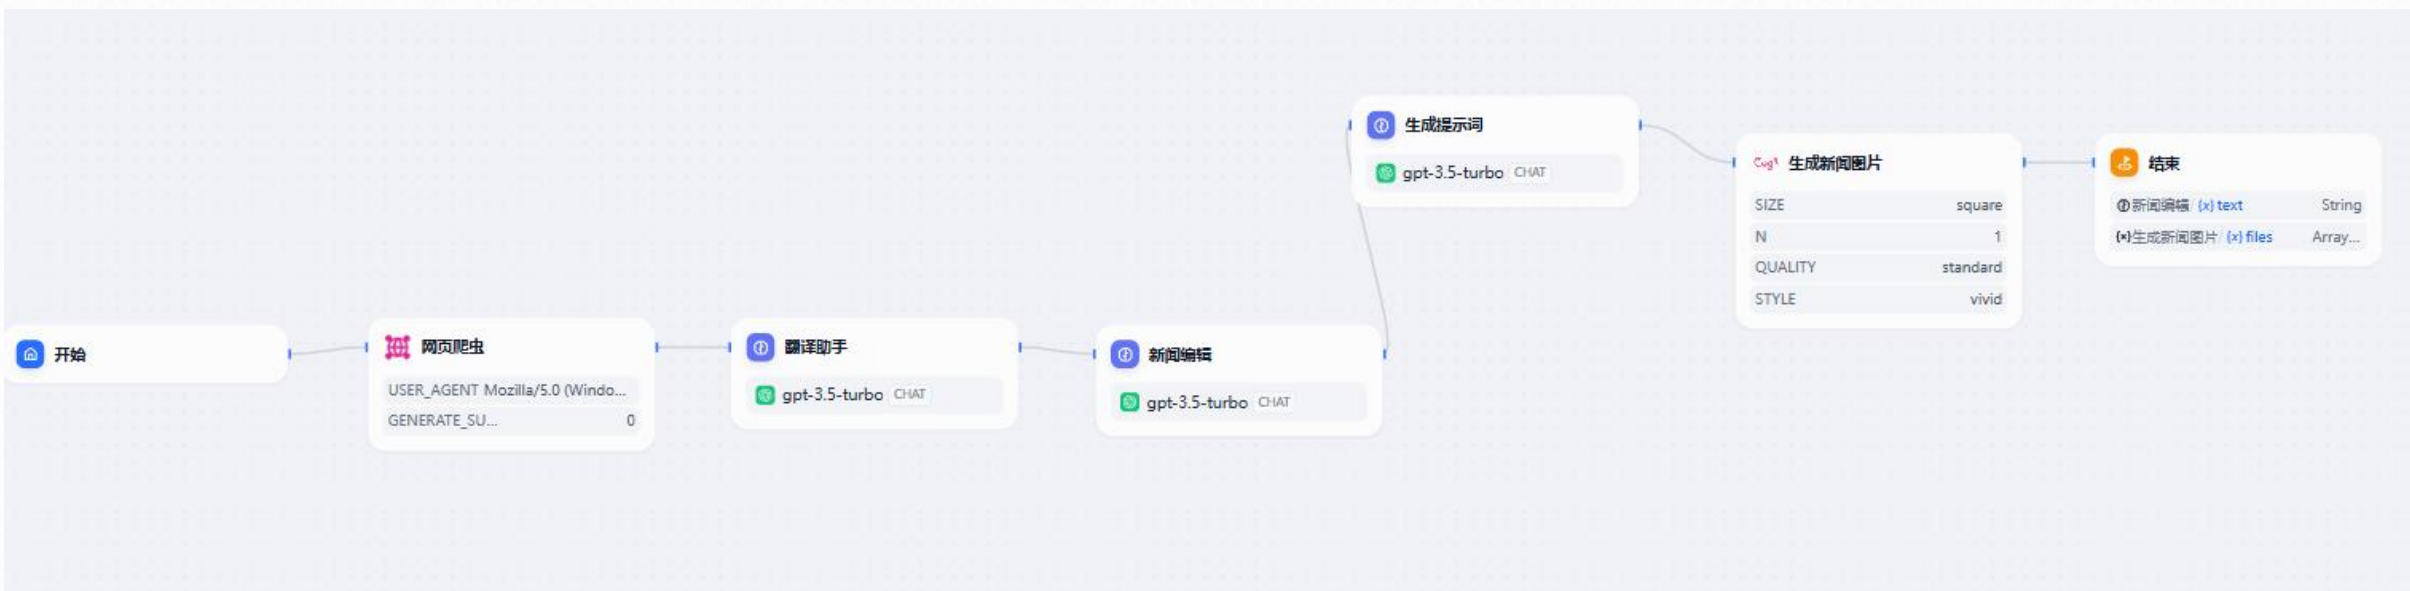 开始
网页爬虫
USER_AGENT Mozilla/5.0 (Windo...
GENERATE_SU... 0
翻译助手
gpt-3.5-turbo CHAT
新闻编辑
gpt-3.5-turbo CHAT
生成提示词
gpt-3.5-turbo CHAT
生成新闻图片
SIZE square
N 1
QUALITY standard
STYLE vivid
结束
新闻编辑/{x} text String
{x}生成新闻图片/{x} files Array...